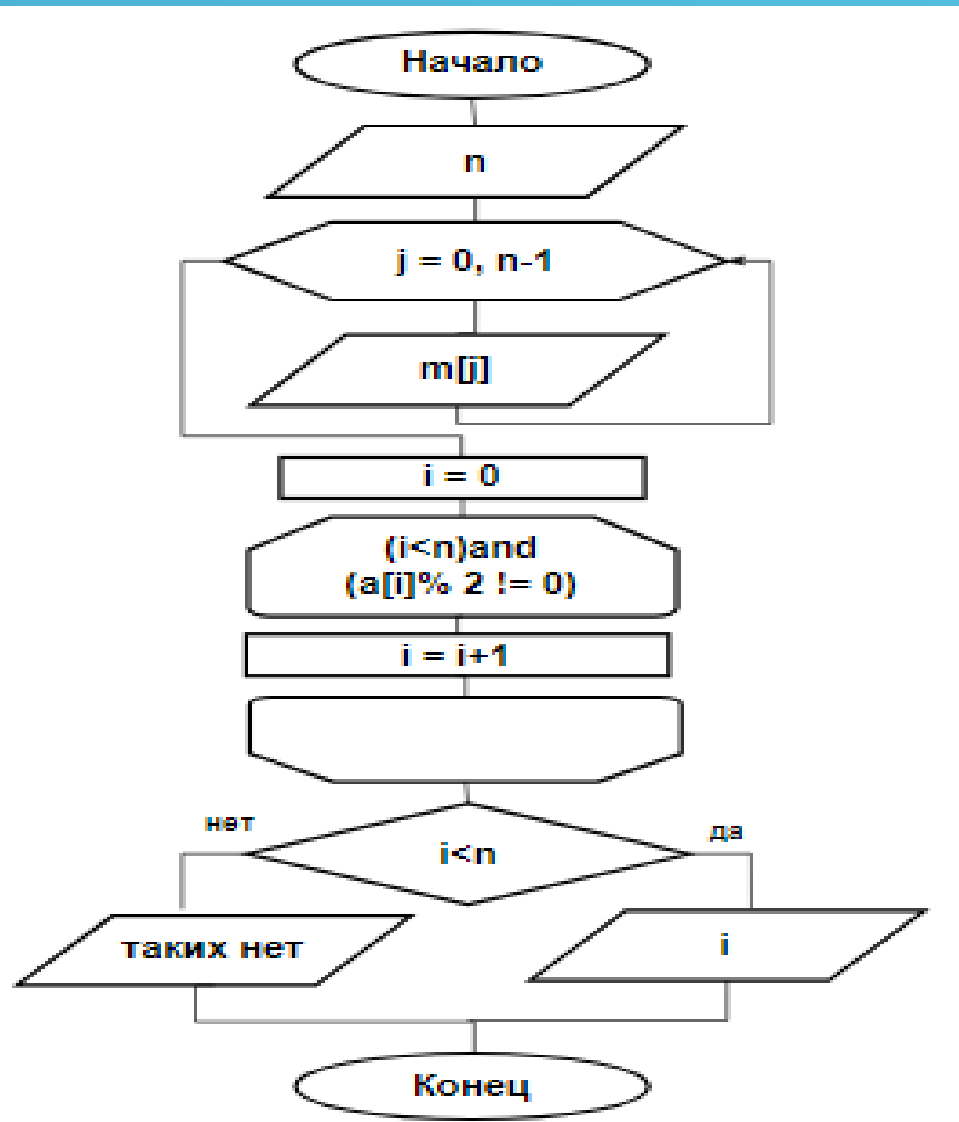 Начало
n
j = 0, n-1
m[j]
i = 0
(i<n)and
(a[i]% 2 != 0)
i = i+1
i<n
нет
да
таких нет
i
Конец